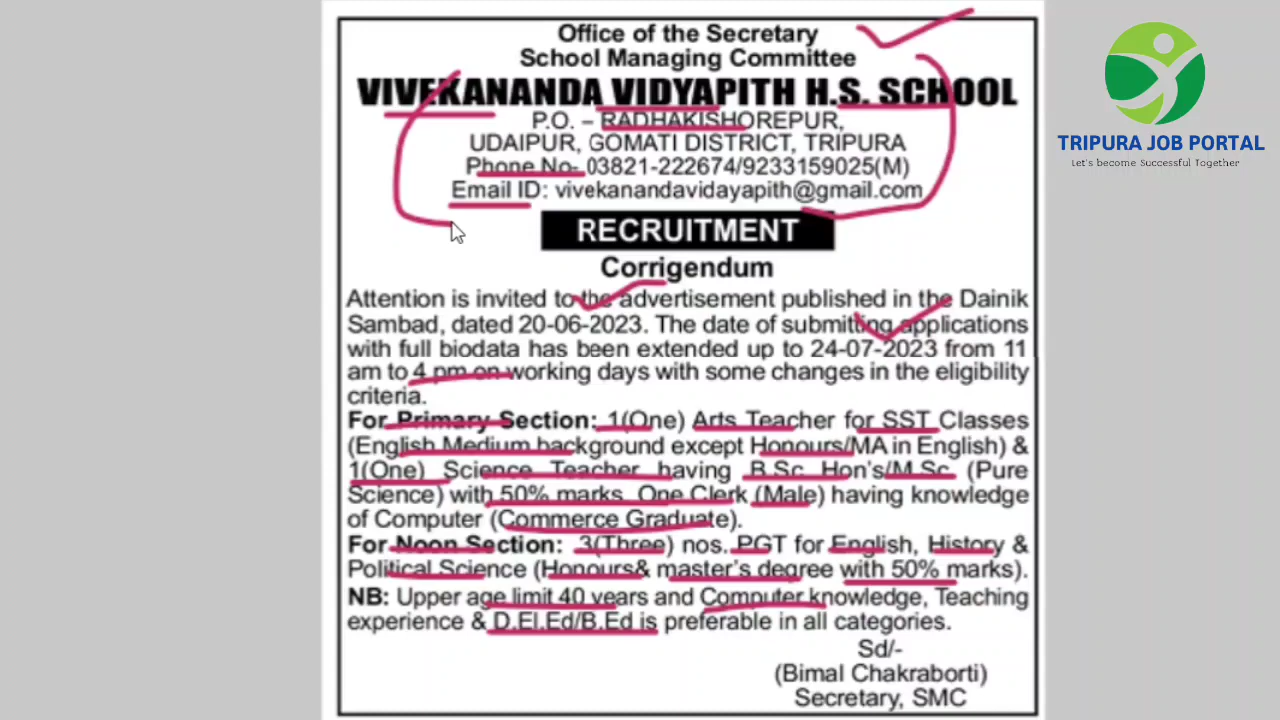 Office of the Secretary
School Managing Committee
VIVEKANANDA VIDYAPITH H.S. SCHOOL
P.O. – RADHAKISHOREPUR,
UDAIPUR, GOMATI DISTRICT, TRIPURA
Phone No- 03821-222674/9233159025(M)
Email ID: vivekanandavidayapith@gmail.com
RECRUITMENT
Corrigendum
Attention is invited to the advertisement published in the Dainik
Sambad, dated 20-06-2023. The date of submitting applications
with full biodata has been extended up to 24-07-2023 from 11
am to 4 pm on working days with some changes in the eligibility
criteria.
For Primary Section: 1(One) Arts Teacher for SST Classes
(English Medium background except Honours/MA in English) &
1(One) Science Teacher having B.Sc Hon's/M.Sc (Pure
Science) with 50% marks. One Clerk (Male) having knowledge
of Computer (Commerce Graduate).
For Noon Section: 3(Three) nos. PGT for English, History &
Political Science (Honours& master's degree with 50% marks).
NB: Upper age limit 40 years and Computer knowledge, Teaching
experience & D.El.Ed/B.Ed is preferable in all categories.
Sd/-
(Bimal Chakraborti)
Secretary, SMC
TRIPURA JOB PORTAL
Let's become Successful Together